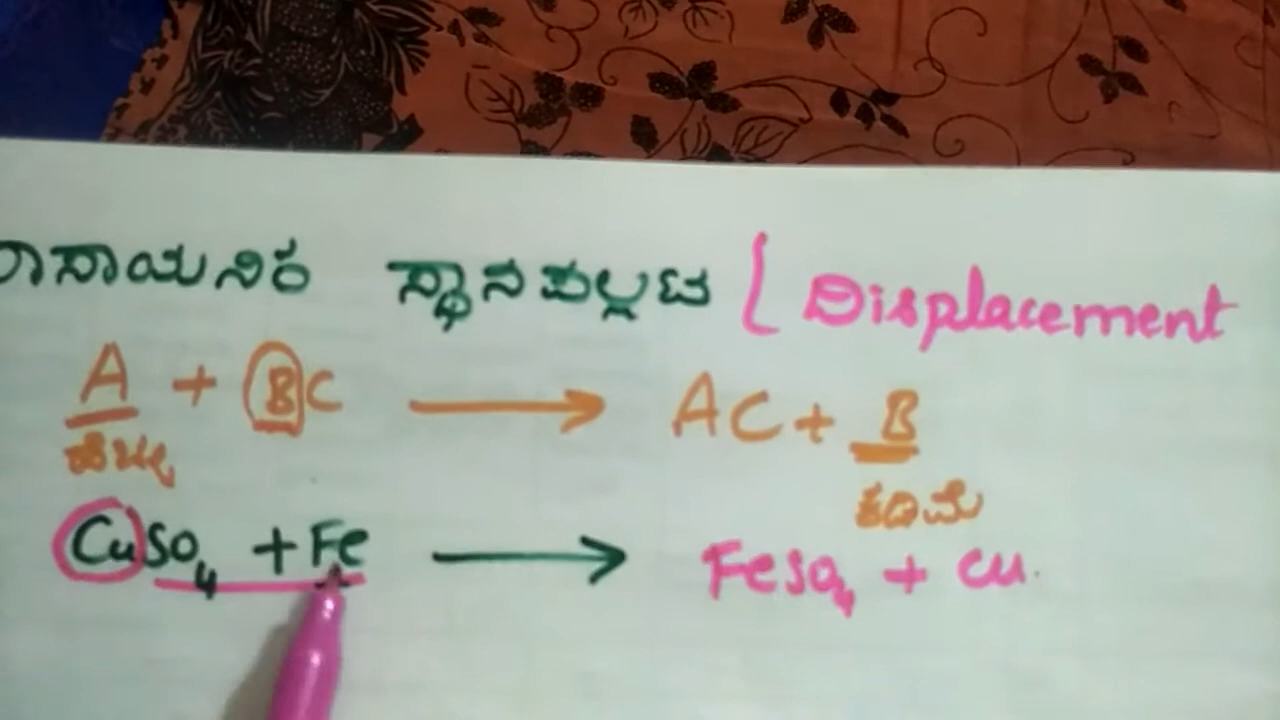 ರಾಸಾಯನಿಕ ಸ್ಥಾನಪಲ್ಲಟ ( Displacement
A + BC → AC + B
ಹೆಚ್ಚು ಕಡಿಮೆ
CuSo4 + Fe → FeSO4 + Cu.